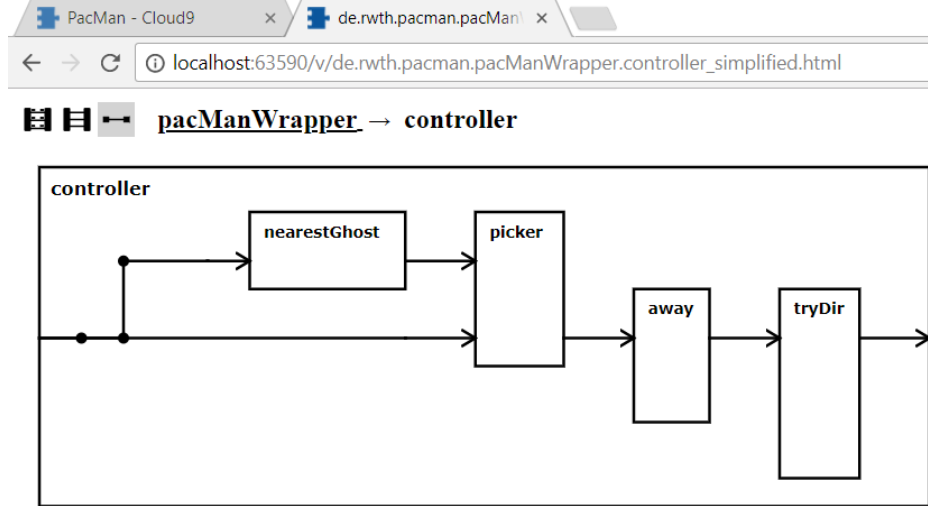 PacMan - Cloud9
de.rwth.pacman.pacMan
localhost:63590/v/de.rwth.pacman.pacManWrapper.controller_simplified.html
pacManWrapper → controller
controller
nearestGhost
picker
away
tryDir